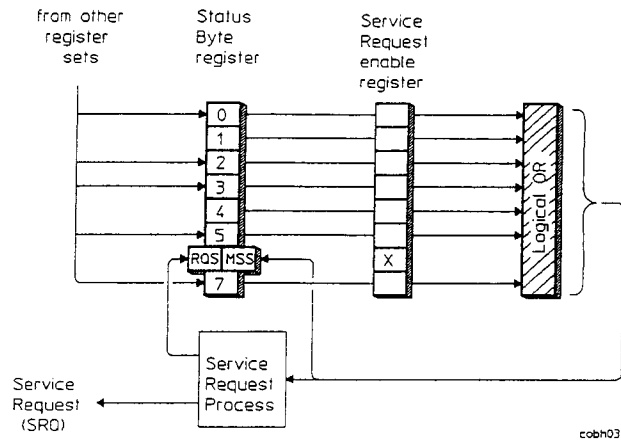 from other
register
sets
Status
Byte
register
Service
Request
enable
register
0
1
2
3
4
5
RQS MSS
7
X
Logical OR
Service
Request
Process
Service
Request
(SRQ)
cobh03